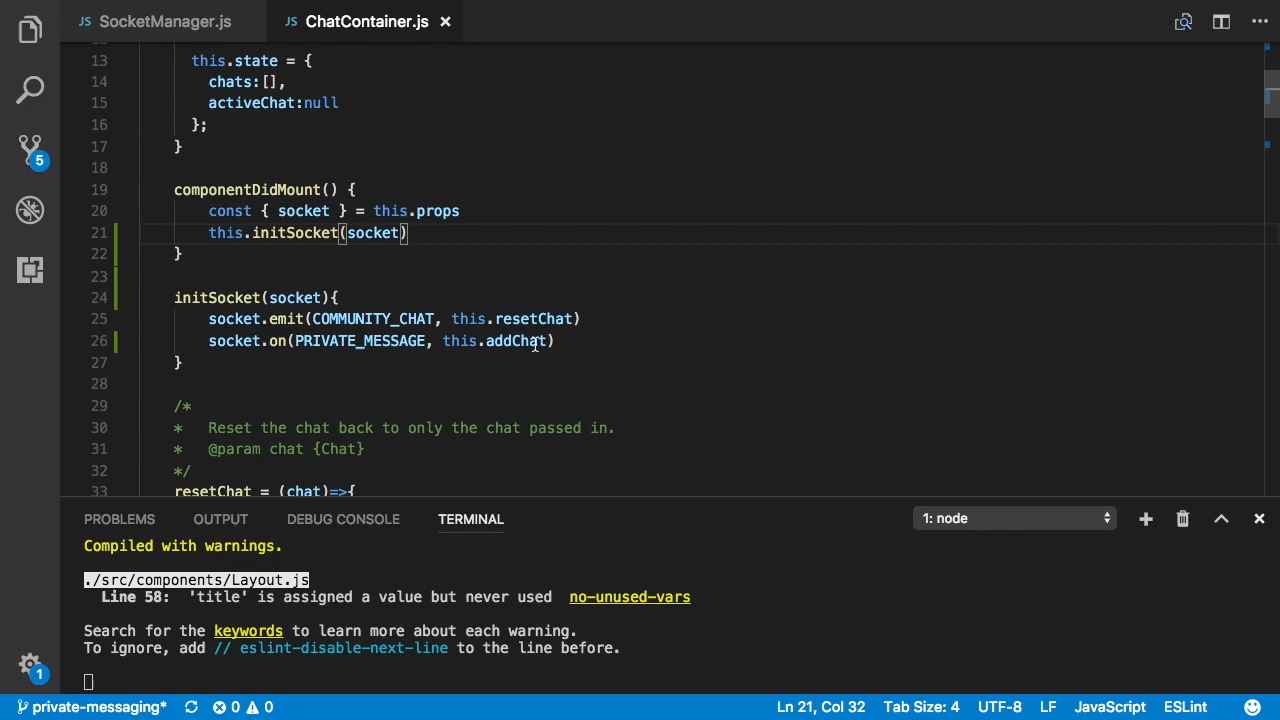 JS SocketManager.js JS ChatContainer.js ×
13 this.state = {
14 chats:[],
15 activeChat:null
16 };
17 }
18
19 componentDidMount() {
20 const { socket } = this.props
21 this.initSocket(socket)
22 }
23
24 initSocket(socket){
25 socket.emit(COMMUNITY_CHAT, this.resetChat)
26 socket.on(PRIVATE_MESSAGE, this.addChat)
27 }
28
29 /*
30 * Reset the chat back to only the chat passed in.
31 * @param chat {Chat}
32 */
33 resetChat = (chat)=>{
5
1
PROBLEMS OUTPUT DEBUG CONSOLE TERMINAL 1: node
Compiled with warnings.
./src/components/Layout.js
Line 58: 'title' is assigned a value but never used no-unused-vars
Search for the keywords to learn more about each warning.
To ignore, add // eslint-disable-next-line to the line before.
private-messaging* 0 0 Ln 21, Col 32 Tab Size: 4 UTF-8 LF JavaScript ESLint